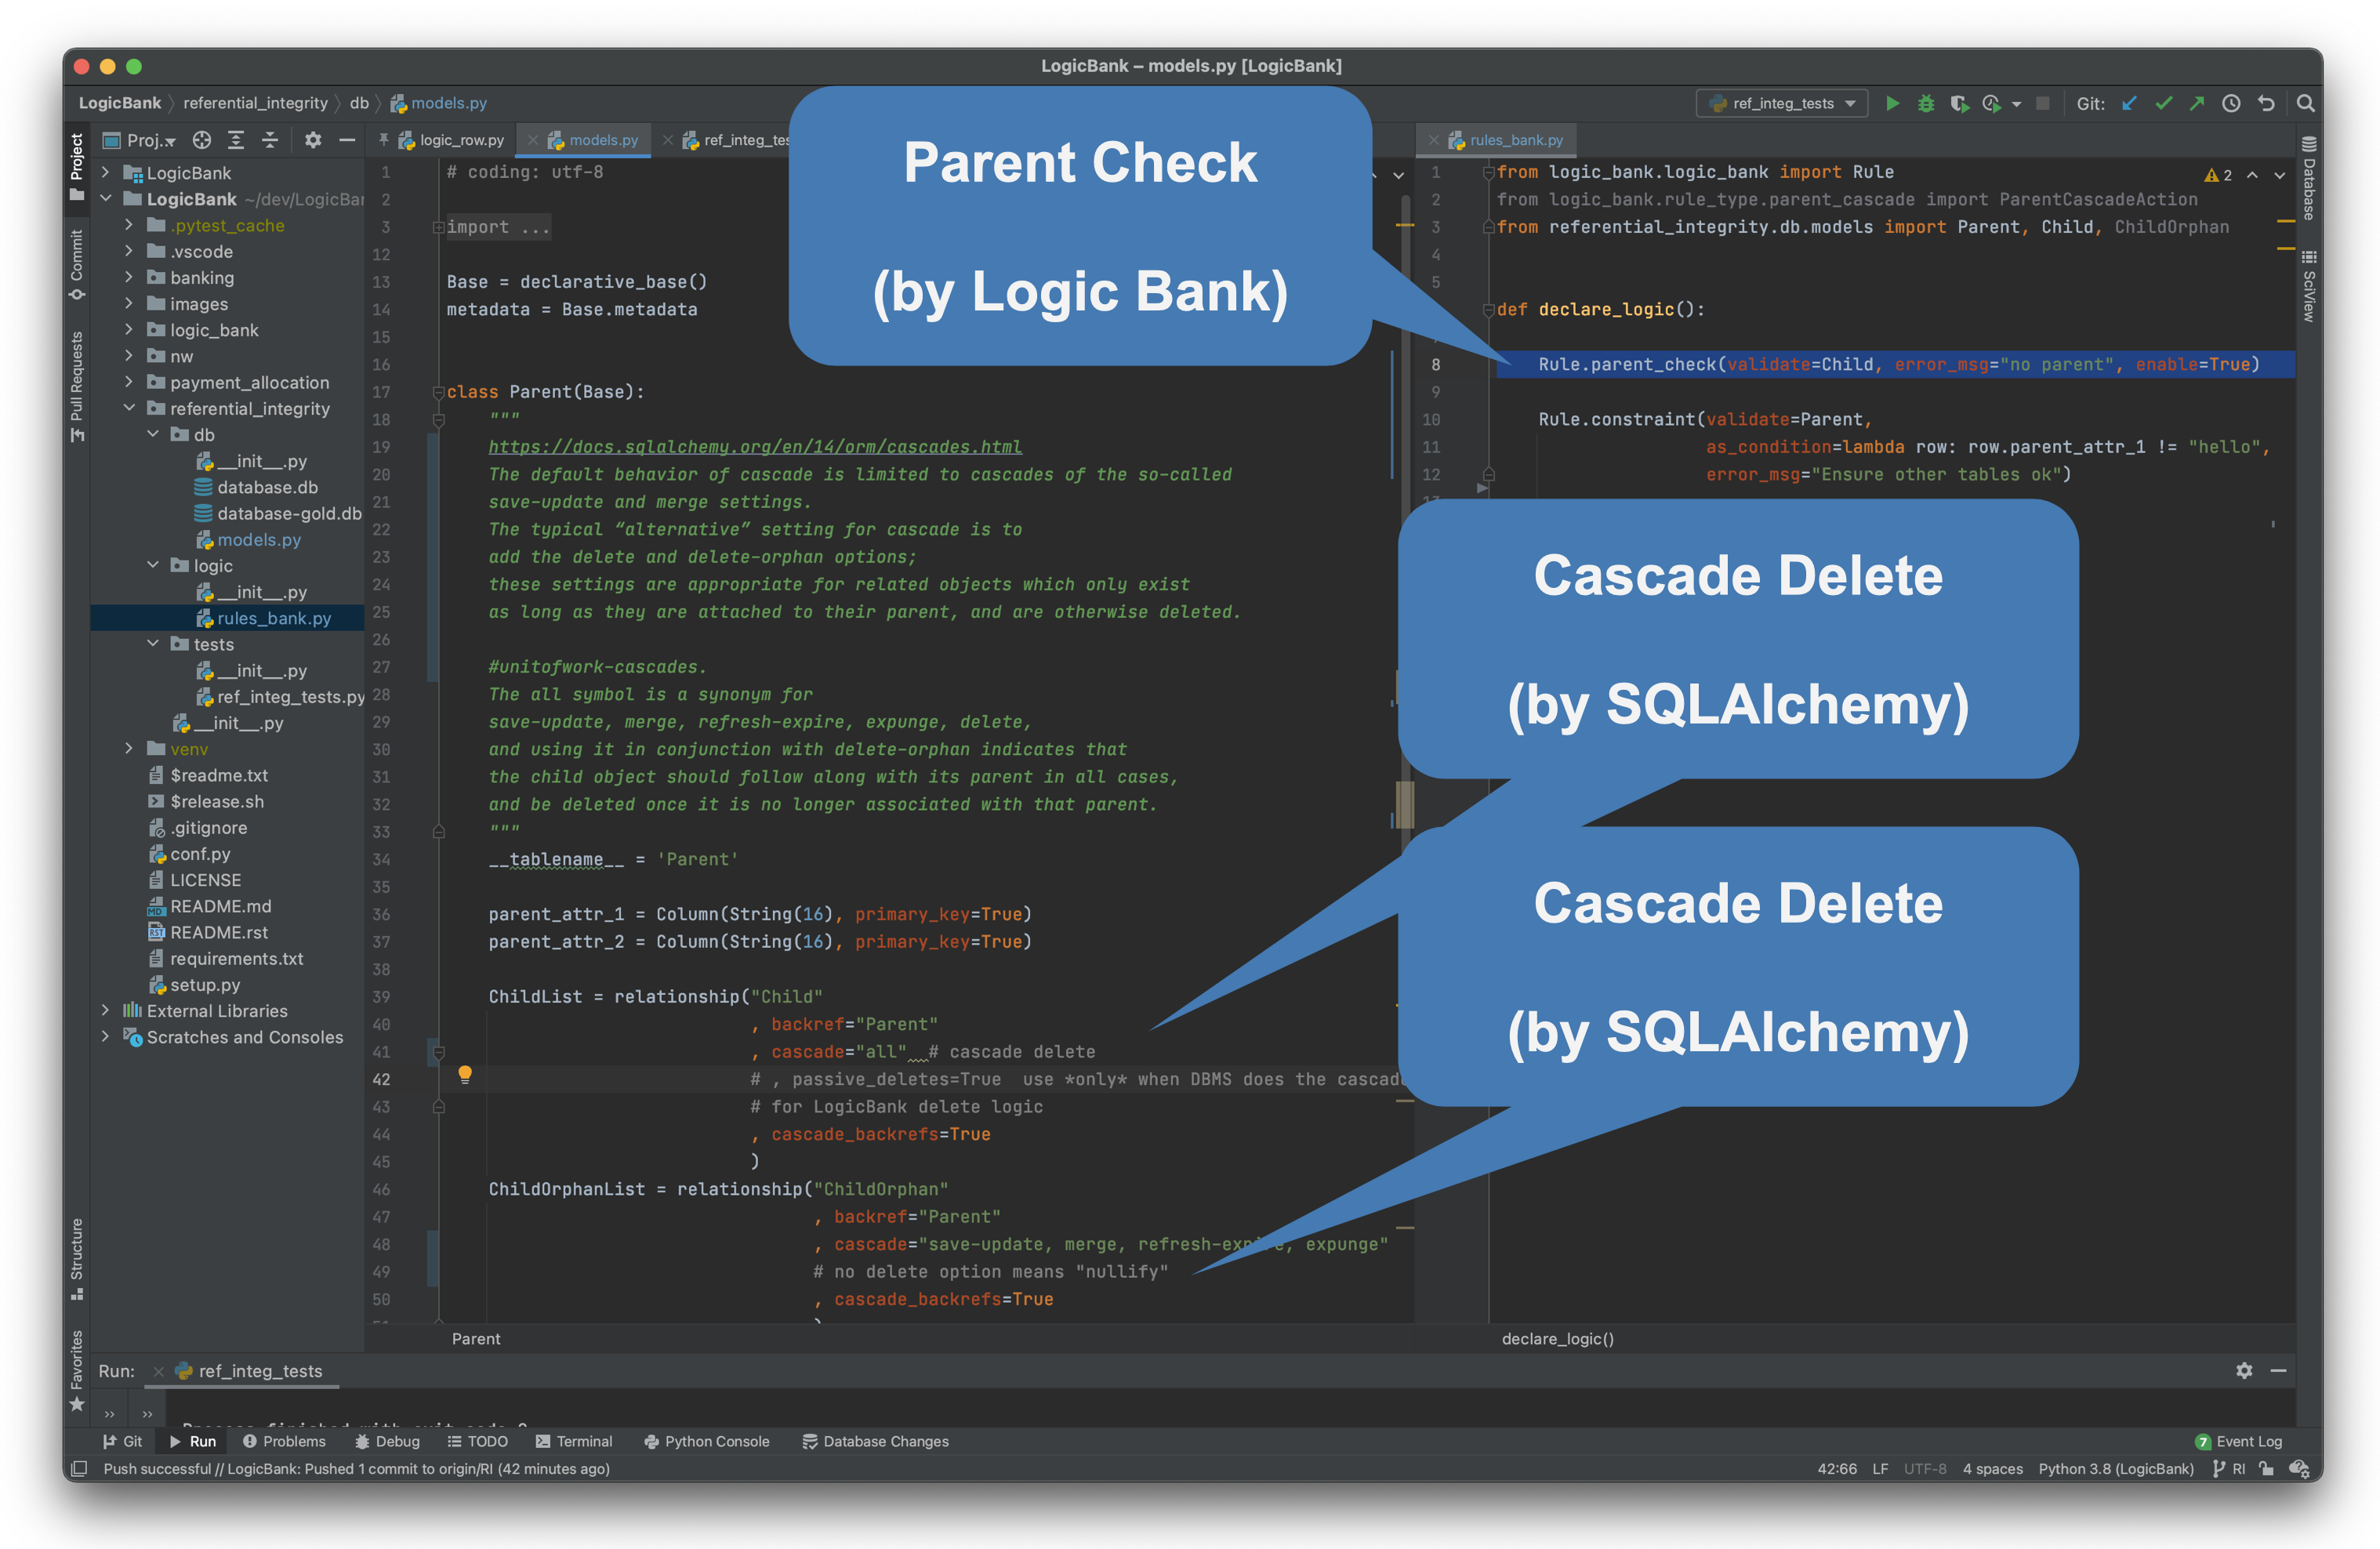 LogicBank – models.py [LogicBank]
LogicBank referential_integrity db models.py
ref_integ_tests
Git:
Proj...
logic_row.py models.py ref_integ_tes
rules_bank.py
Project
Commit
Pull Requests
Structure
Favorites
Database
SciView
LogicBank
LogicBank ~/dev/LogicBan
.pytest_cache
.vscode
banking
images
logic_bank
nw
payment_allocation
referential_integrity
db
__init__.py
database.db
database-gold.db
models.py
logic
__init__.py
rules_bank.py
tests
__init__.py
ref_integ_tests.py
__init__.py
venv
$readme.txt
$release.sh
.gitignore
conf.py
LICENSE
README.md
README.rst
requirements.txt
setup.py
External Libraries
Scratches and Consoles
1 # coding: utf-8
2
3 import ...
12
13 Base = declarative_base()
14 metadata = Base.metadata
15
16
17 class Parent(Base):
18 """
19 https://docs.sqlalchemy.org/en/14/orm/cascades.html
20 The default behavior of cascade is limited to cascades of the so-called
21 save-update and merge settings.
22 The typical “alternative” setting for cascade is to
23 add the delete and delete-orphan options;
24 these settings are appropriate for related objects which only exist
25 as long as they are attached to their parent, and are otherwise deleted.
26
27 #unitofwork-cascades.
28 The all symbol is a synonym for
29 save-update, merge, refresh-expire, expunge, delete,
30 and using it in conjunction with delete-orphan indicates that
31 the child object should follow along with its parent in all cases,
32 and be deleted once it is no longer associated with that parent.
33 """
34 __tablename__ = 'Parent'
35
36 parent_attr_1 = Column(String(16), primary_key=True)
37 parent_attr_2 = Column(String(16), primary_key=True)
38
39 ChildList = relationship("Child"
40 , backref="Parent"
41 , cascade="all" # cascade delete
42 # , passive_deletes=True use *only* when DBMS does the cascad
43 # for LogicBank delete logic
44 , cascade_backrefs=True
45 )
46 ChildOrphanList = relationship("ChildOrphan"
47 , backref="Parent"
48 , cascade="save-update, merge, refresh-expire, expunge"
49 # no delete option means "nullify"
50 , cascade_backrefs=True
Parent
Parent Check
(by Logic Bank)
2
1 from logic_bank.logic_bank import Rule
2 from logic_bank.rule_type.parent_cascade import ParentCascadeAction
3 from referential_integrity.db.models import Parent, Child, ChildOrphan
4
5
def declare_logic():
8 Rule.parent_check(validate=Child, error_msg="no parent", enable=True)
9
10 Rule.constraint(validate=Parent,
11 as_condition=lambda row: row.parent_attr_1 != "hello",
12 error_msg="Ensure other tables ok")
Cascade Delete
(by SQLAlchemy)
Cascade Delete
(by SQLAlchemy)
declare_logic()
Run: ref_integ_tests
Git Run Problems Debug TODO Terminal Python Console Database Changes
7 Event Log
Push successful // LogicBank: Pushed 1 commit to origin/RI (42 minutes ago)
42:66 LF UTF-8 4 spaces Python 3.8 (LogicBank) RI